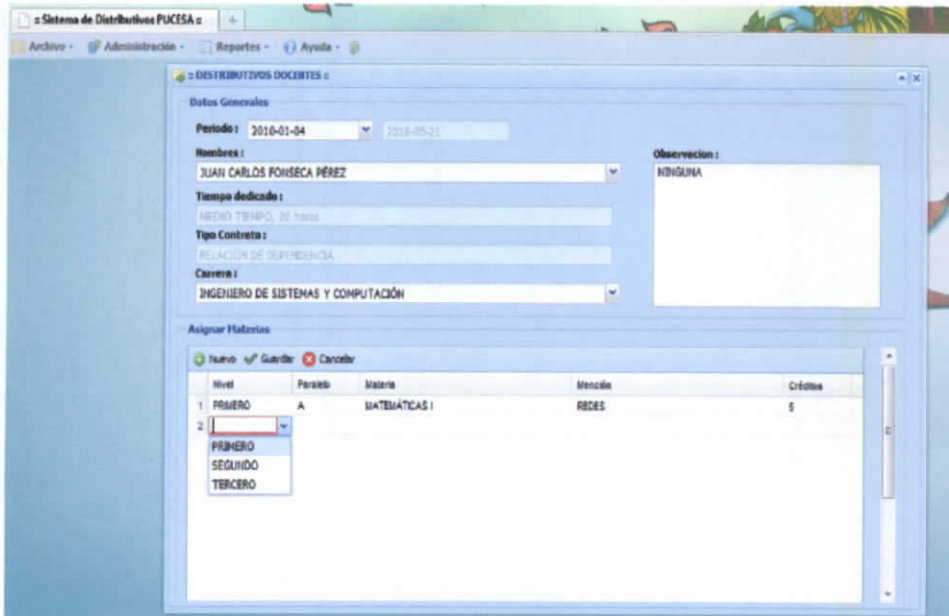 :: Sistema de Distributivos PUCESA ::
Archivo Administración Reportes Ayuda
:: DISTRIBUTIVOS DOCENTES ::
Datos Generales
Periodo : 2010-01-04 2010-05-21
Nombres :
JUAN CARLOS FONSECA PÉREZ
Observacion :
NINGUNA
Tiempo dedicado :
MEDIO TIEMPO, 20 horas
Tipo Contrato :
RELACIÓN DE DEPENDENCIA
Carrera :
INGENIERO DE SISTEMAS Y COMPUTACIÓN
Asignar Materias
Nuevo Guardar Cancelar
Nivel Paralelo Materia Mención Créditos
1 PRIMERO A MATEMÁTICAS I REDES 5
2
PRIMERO
SEGUNDO
TERCERO